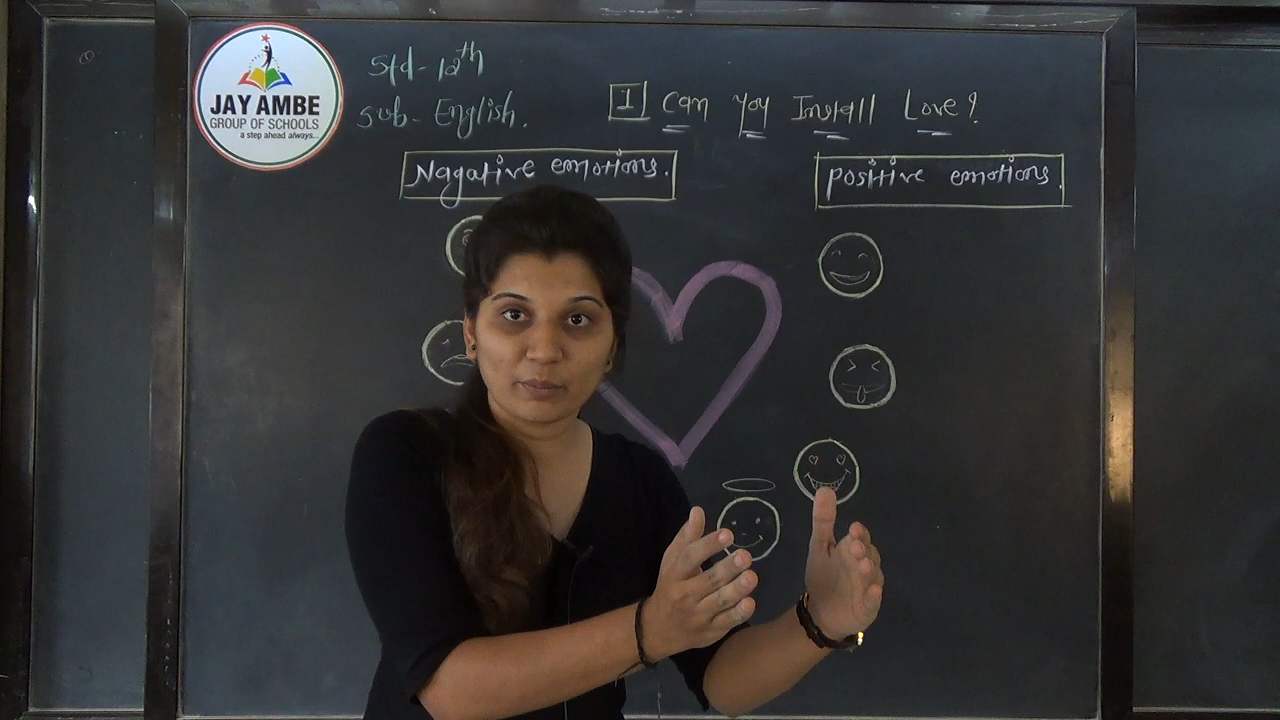 JAY AMBE
GROUP OF SCHOOLS
a step ahead always...
Std- 12th
Sub- English.
1 Can you Install Love?
Nagative emotions.
Positive emotions.